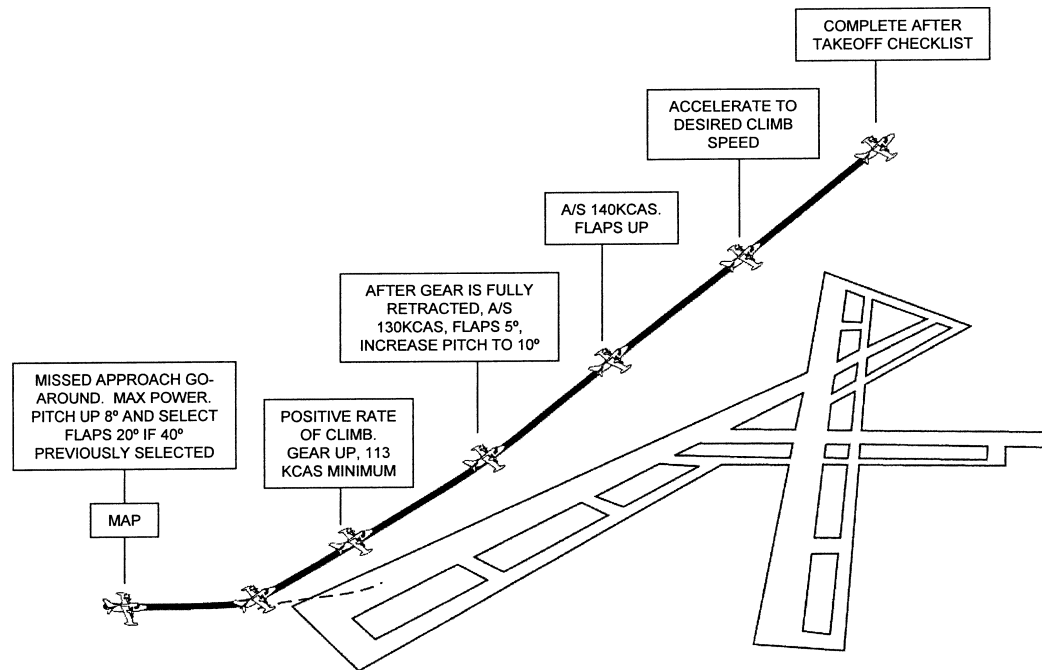 COMPLETE AFTER
TAKEOFF CHECKLIST
ACCELERATE TO
DESIRED CLIMB
SPEED
A/S 140KCAS.
FLAPS UP
AFTER GEAR IS FULLY
RETRACTED, A/S
130KCAS, FLAPS 5º,
INCREASE PITCH TO 10º
MISSED APPROACH GO-
AROUND. MAX POWER.
PITCH UP 8º AND SELECT
FLAPS 20º IF 40º
PREVIOUSLY SELECTED
POSITIVE RATE
OF CLIMB.
GEAR UP, 113
KCAS MINIMUM
MAP